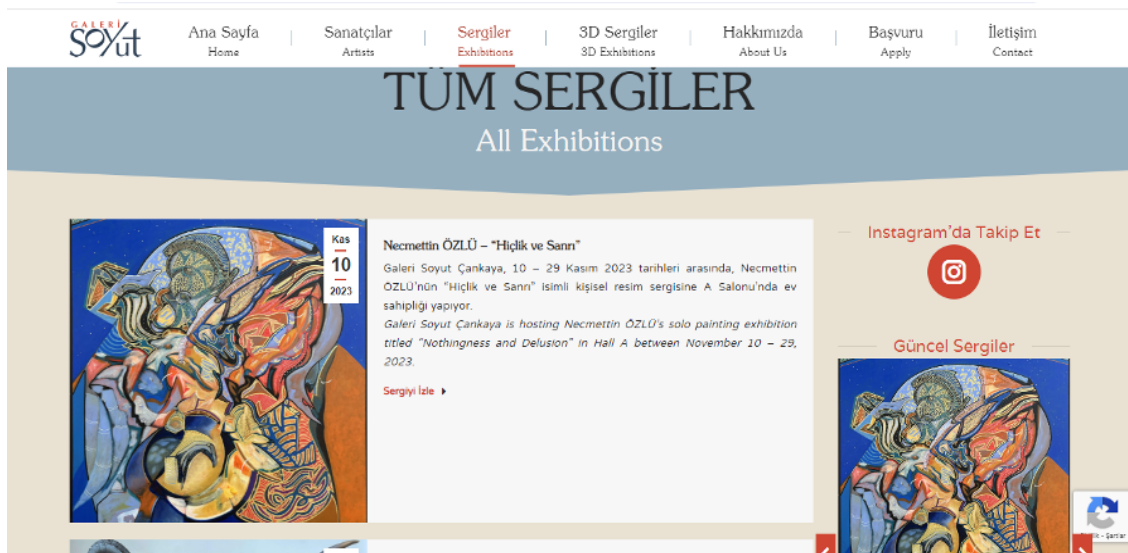 GALERİ
SOYut
Ana Sayfa
Home
Sanatçılar
Artists
Sergiler
Exhibitions
3D Sergiler
3D Exhibitions
Hakkımızda
About Us
Başvuru
Apply
İletişim
Contact
TÜM SERGİLER
All Exhibitions
Kas
10
2023
Necmettin ÖZLÜ – “Hiçlik ve Sanrı”
Galeri Soyut Çankaya, 10 – 29 Kasım 2023 tarihleri arasında, Necmettin
ÖZLÜ’nün “Hiçlik ve Sanrı” isimli kişisel resim sergisine A Salonu’nda ev
sahipliği yapıyor.
Galeri Soyut Çankaya is hosting Necmettin ÖZLÜ’s solo painting exhibition
titled “Nothingness and Delusion” in Hall A between November 10 – 29,
2023.
Sergiyi İzle
Instagram’da Takip Et
Güncel Sergiler
Şartlar